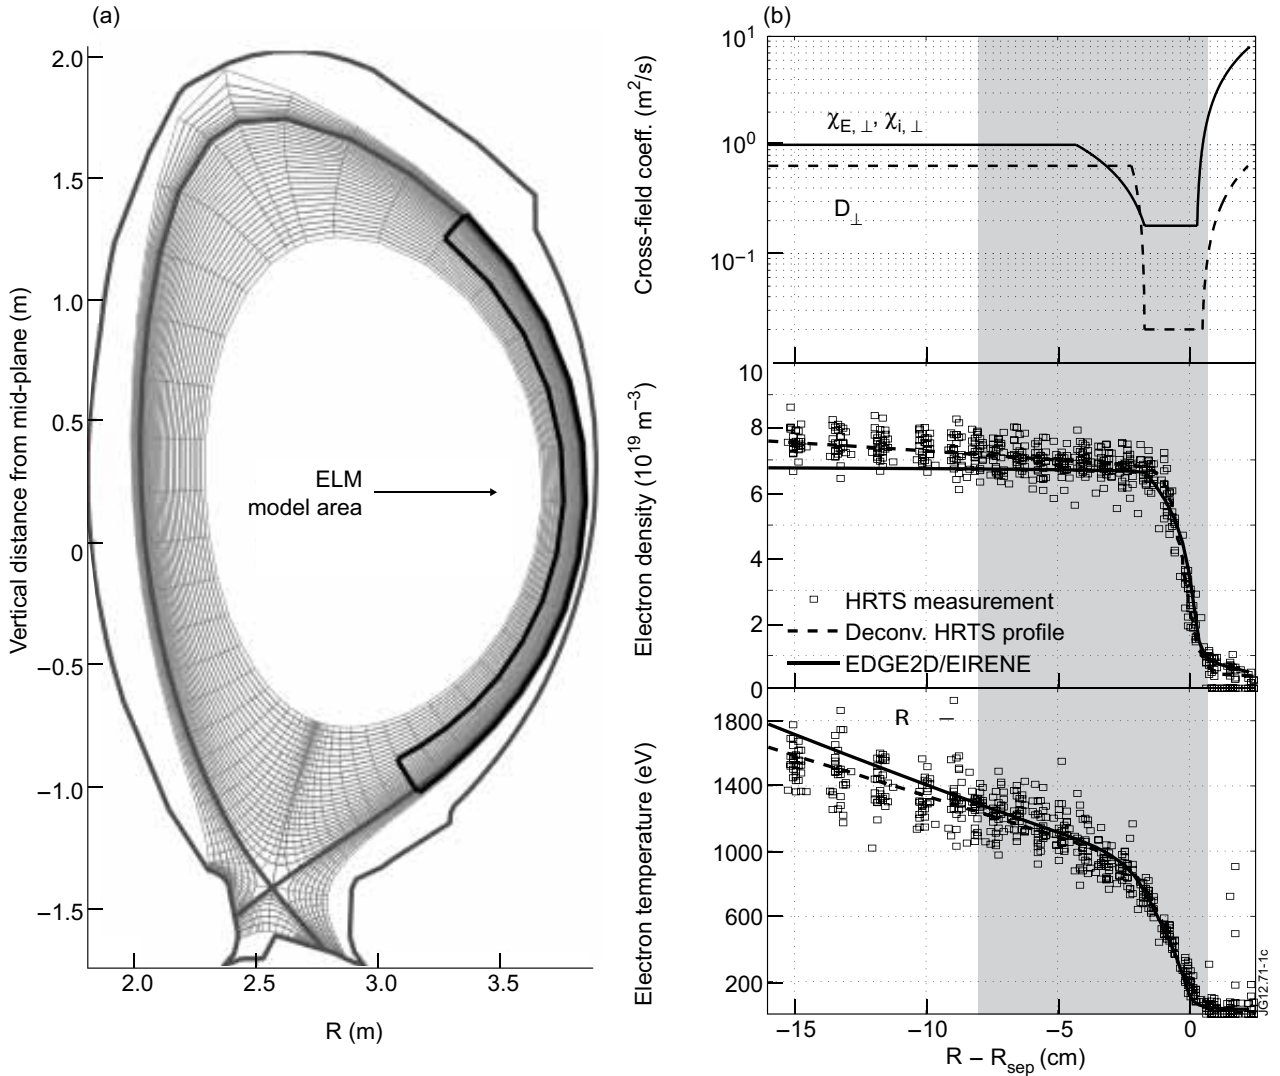 (a)
2.0
1.5
1.0
0.5
0
−0.5
−1.0
−1.5
Vertical distance from mid-plane (m)
ELM
model area
2.0 2.5 3.0 3.5
R (m)
(b)
10¹
10⁰
10⁻¹
Cross-field coeff. (m²/s)
χE, ⊥, χi, ⊥
D⊥
10
8
6
4
2
0
Electron density (10¹⁹ m⁻³)
HRTS measurement
Deconv. HRTS profile
EDGE2D/EIRENE
1800
1400
1000
600
200
Electron temperature (eV)
R −
−15 −10 −5 0
R − Rsep (cm)
JG12.71-1c